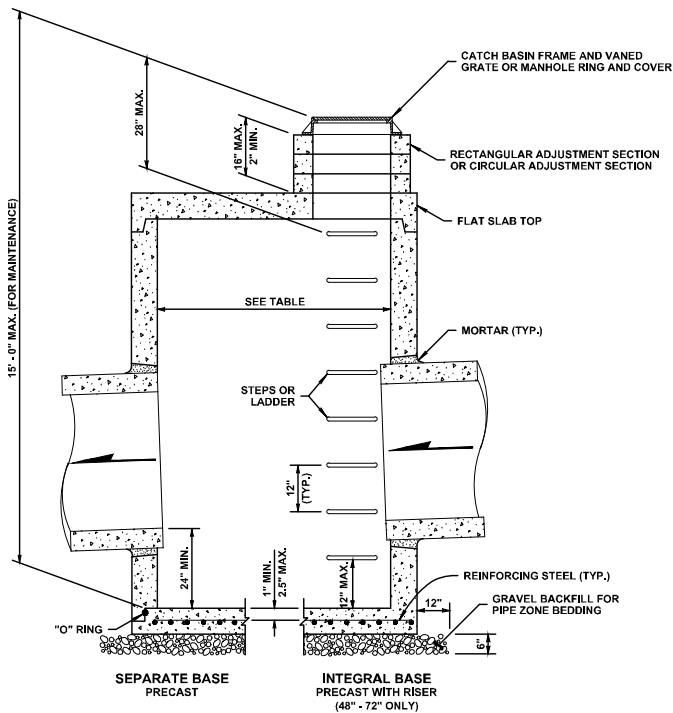 CATCH BASIN FRAME AND VANED
GRATE OR MANHOLE RING AND COVER
28" MAX.
16" MAX.
2" MIN.
RECTANGULAR ADJUSTMENT SECTION
OR CIRCULAR ADJUSTMENT SECTION
FLAT SLAB TOP
15' - 0" MAX. (FOR MAINTENANCE)
SEE TABLE
MORTAR (TYP.)
STEPS OR
LADDER
12"
(TYP.)
24" MIN.
1" MIN.
2.5" MAX.
12" MAX.
REINFORCING STEEL (TYP.)
12"
GRAVEL BACKFILL FOR
PIPE ZONE BEDDING
"O" RING
6"
SEPARATE BASE
PRECAST
INTEGRAL BASE
PRECAST WITH RISER
(48" - 72" ONLY)